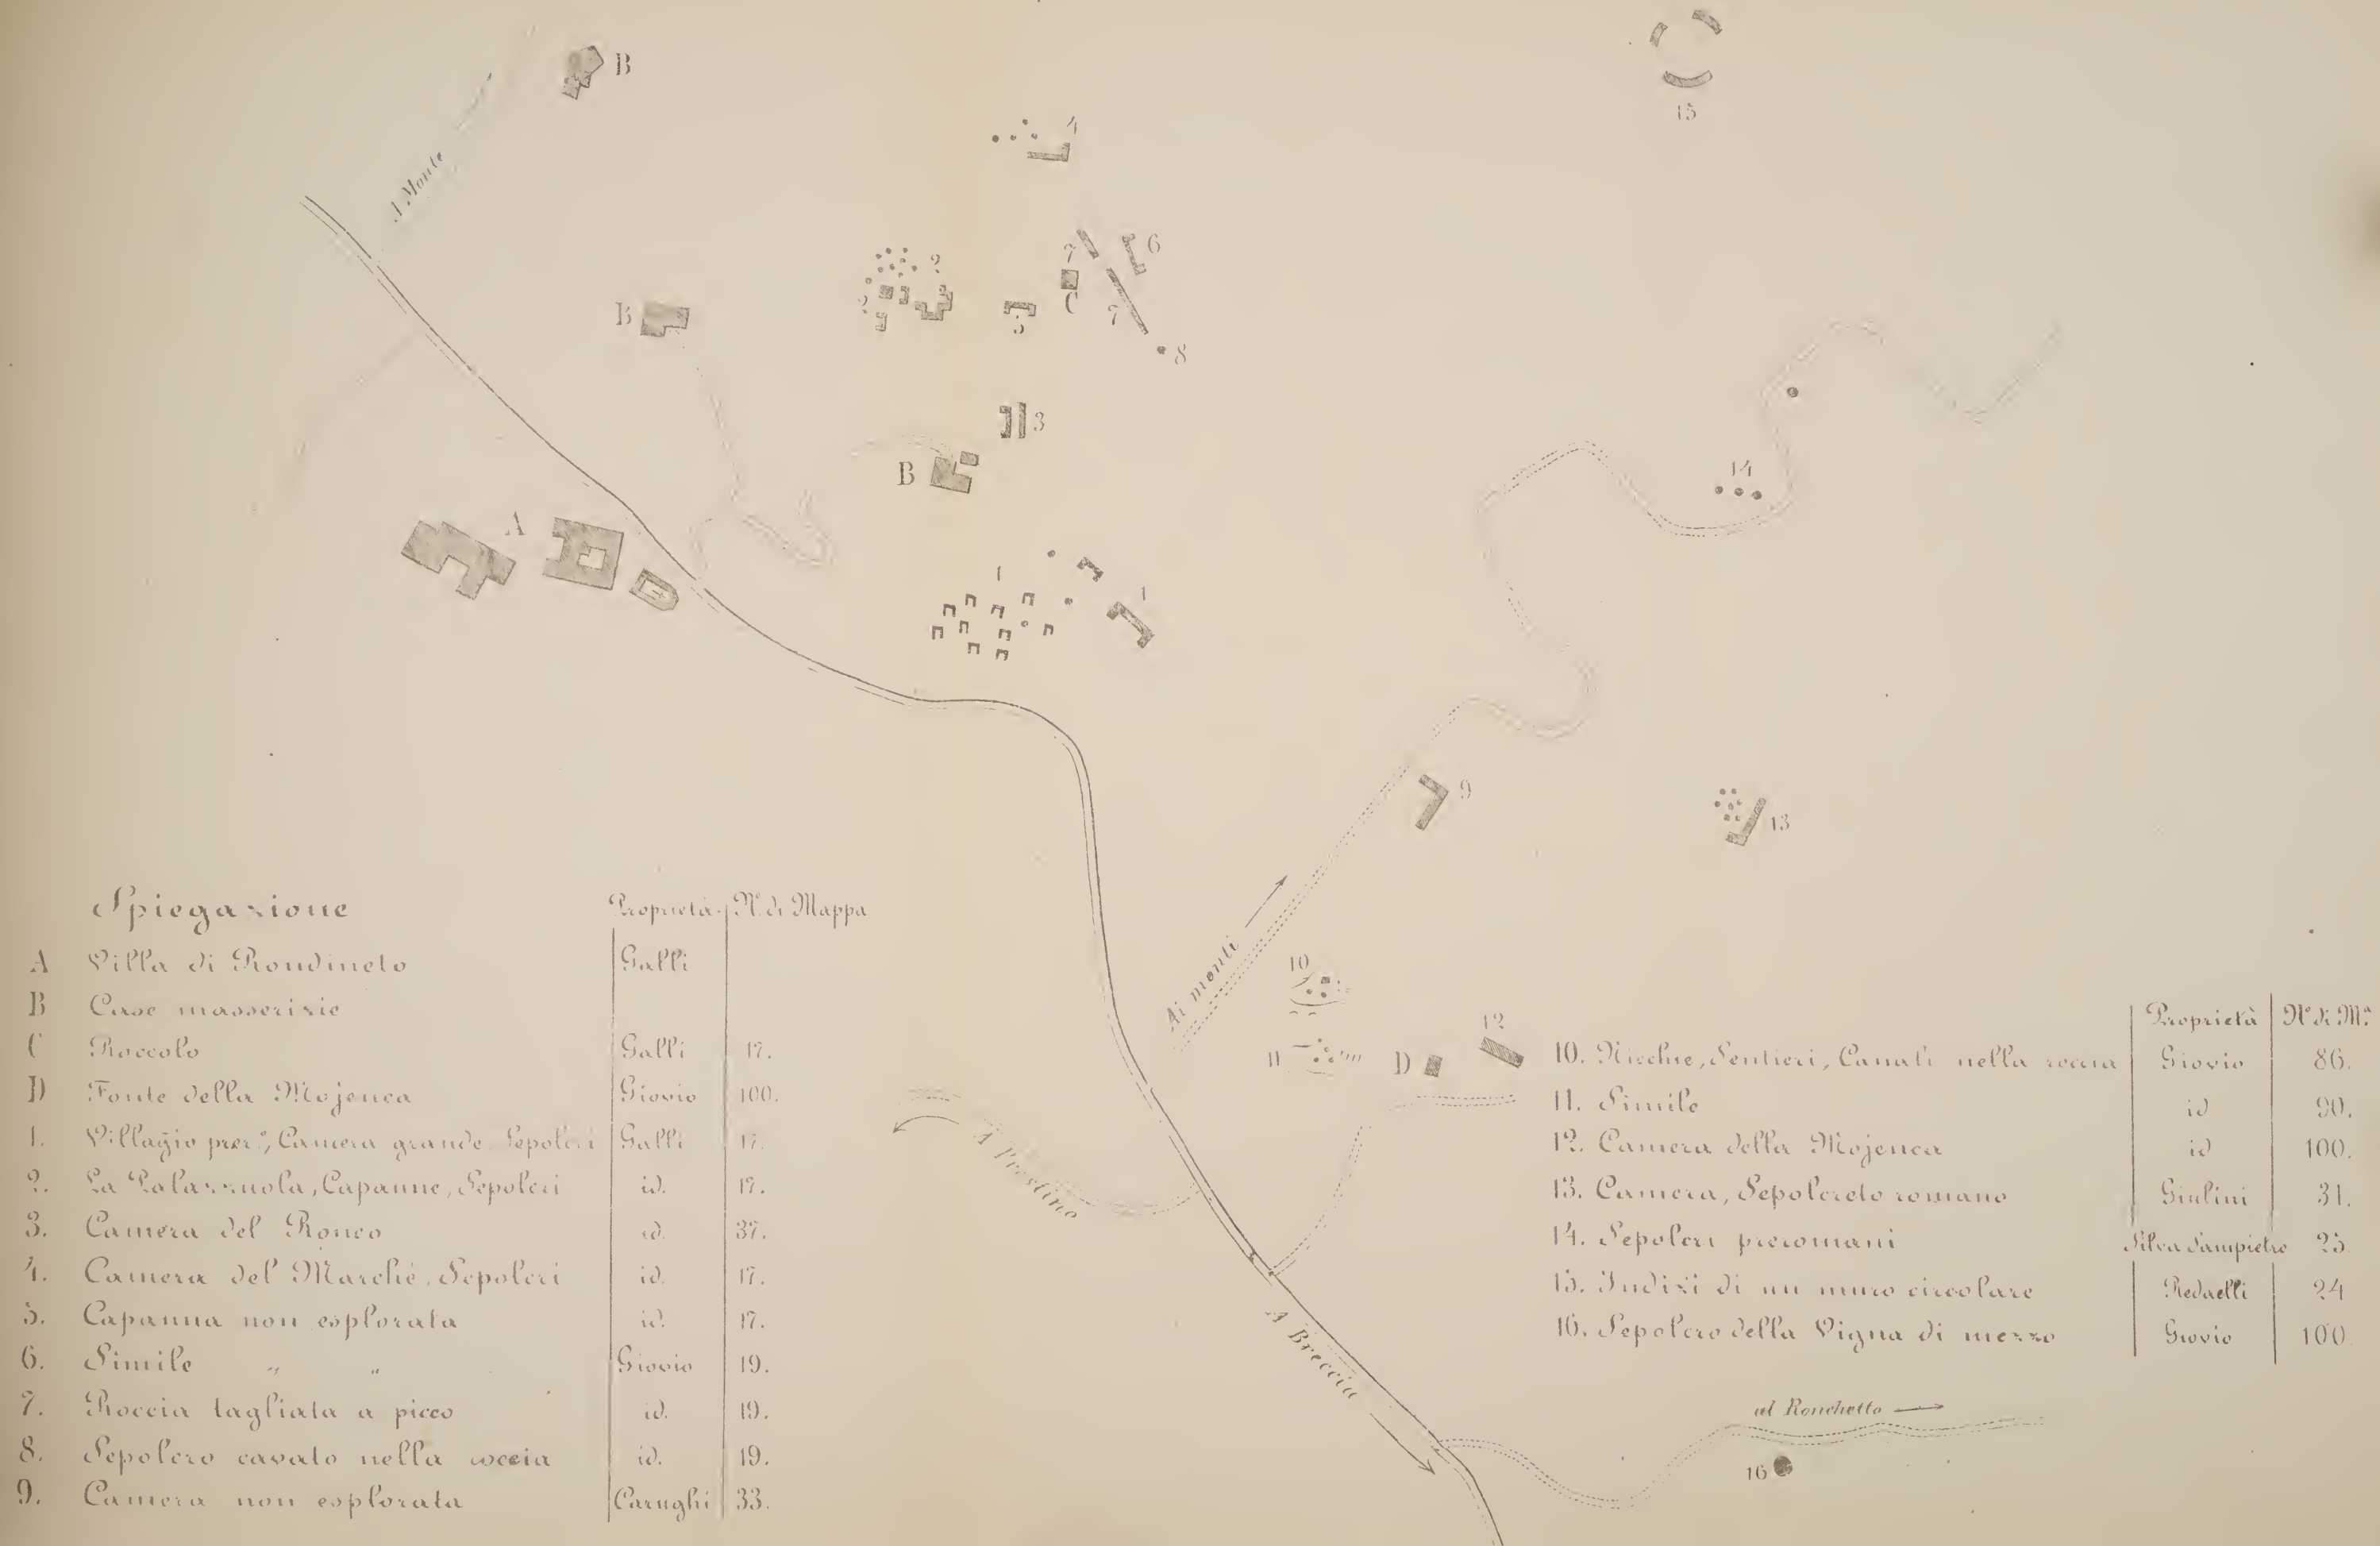 B
15
4
A Monte
7
6
2
C
B
5
7
8
3
B
14
A
1
1
9
13
Ai monti
10
12
11
D
A Prestino
A Breccia
al Ronchetto
16
Spiegazione Proprietà N. di Mappa
A Villa di Rondineto Galli
B Case masserizie
C Roccolo Galli 17.
D Fonte della Mojenca Giovio 100.
1. Villagio prer.º, Camera grande. Sepolcri Galli 17.
2. La Palazzuola, Capanne, Sepolcri id. 17.
3. Camera del Ronco id. 37.
4. Camera del Marchè, Sepolcri id. 17.
5. Capanna non esplorata id. 17.
6. Simile „ „ Giovio 19.
7. Roccia tagliata a picco id. 19.
8. Sepolcro cavato nella roccia id. 19.
9. Camera non esplorata Carughi 33.
Proprietà Nº di M.ª
10. Nicchie, Sentieri, Canali nella roccia Giovio 86.
11. Simile id 90.
12. Camera della Mojenca id 100.
13. Camera, Sepolcreto romano Giulini 31.
14. Sepolcri preromani Silva Sampietro 25.
15. Indizi di un muro circolare Redaelli 24
16. Sepolcro della Vigna di mezzo Giovio 100.